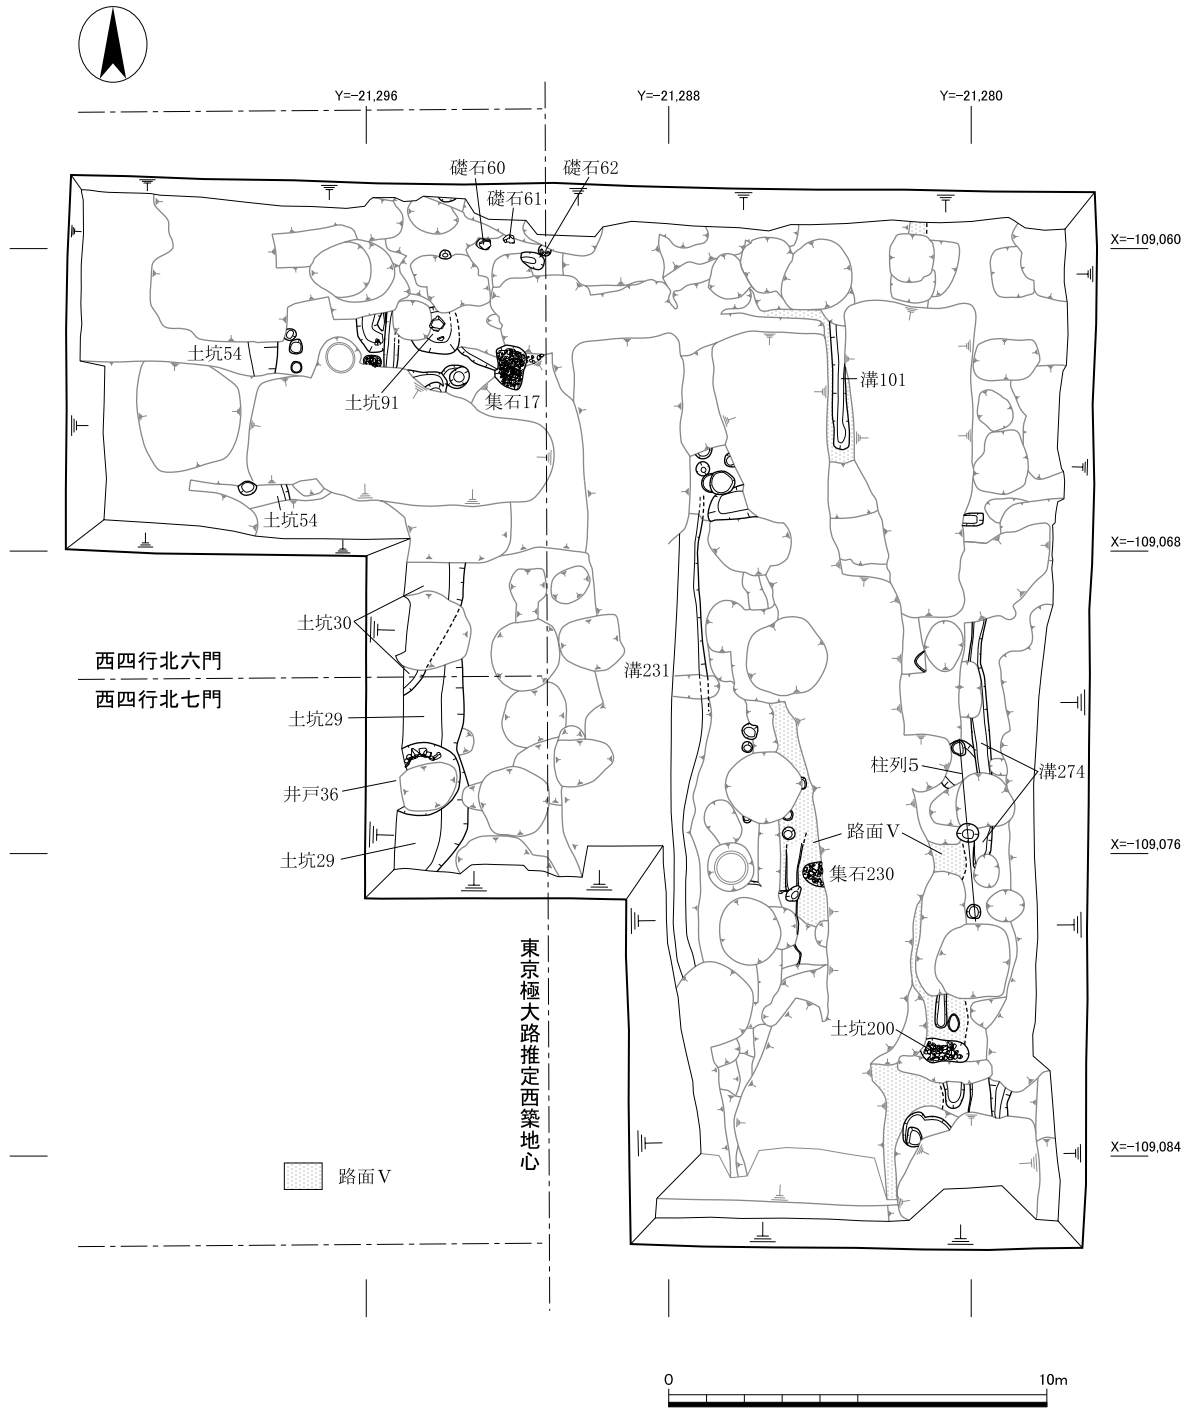 Y=-21,296
Y=-21,288
Y=-21,280
礎石60
礎石62
礎石61
X=-109,060
土坑54
土坑91
集石17
溝101
土坑54
X=-109,068
土坑30
西四行北六門
西四行北七門
溝231
土坑29
柱列5
溝274
井戸36
路面Ⅴ
X=-109,076
土坑29
集石230
東京極大路推定西築地心
土坑200
X=-109,084
路面Ⅴ
0
10m